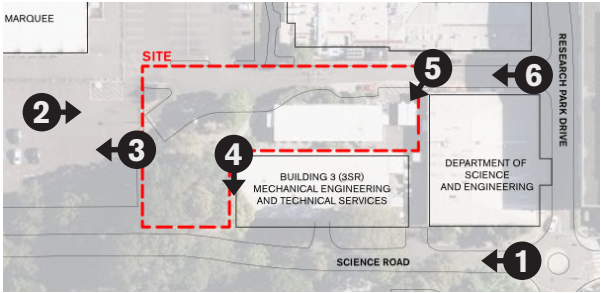 MARQUEE
SITE
5
6
RESEARCH PARK DRIVE
2
3
4
BUILDING 3 (3SR)
MECHANICAL ENGINEERING
AND TECHNICAL SERVICES
DEPARTMENT OF
SCIENCE
AND ENGINEERING
SCIENCE ROAD
1